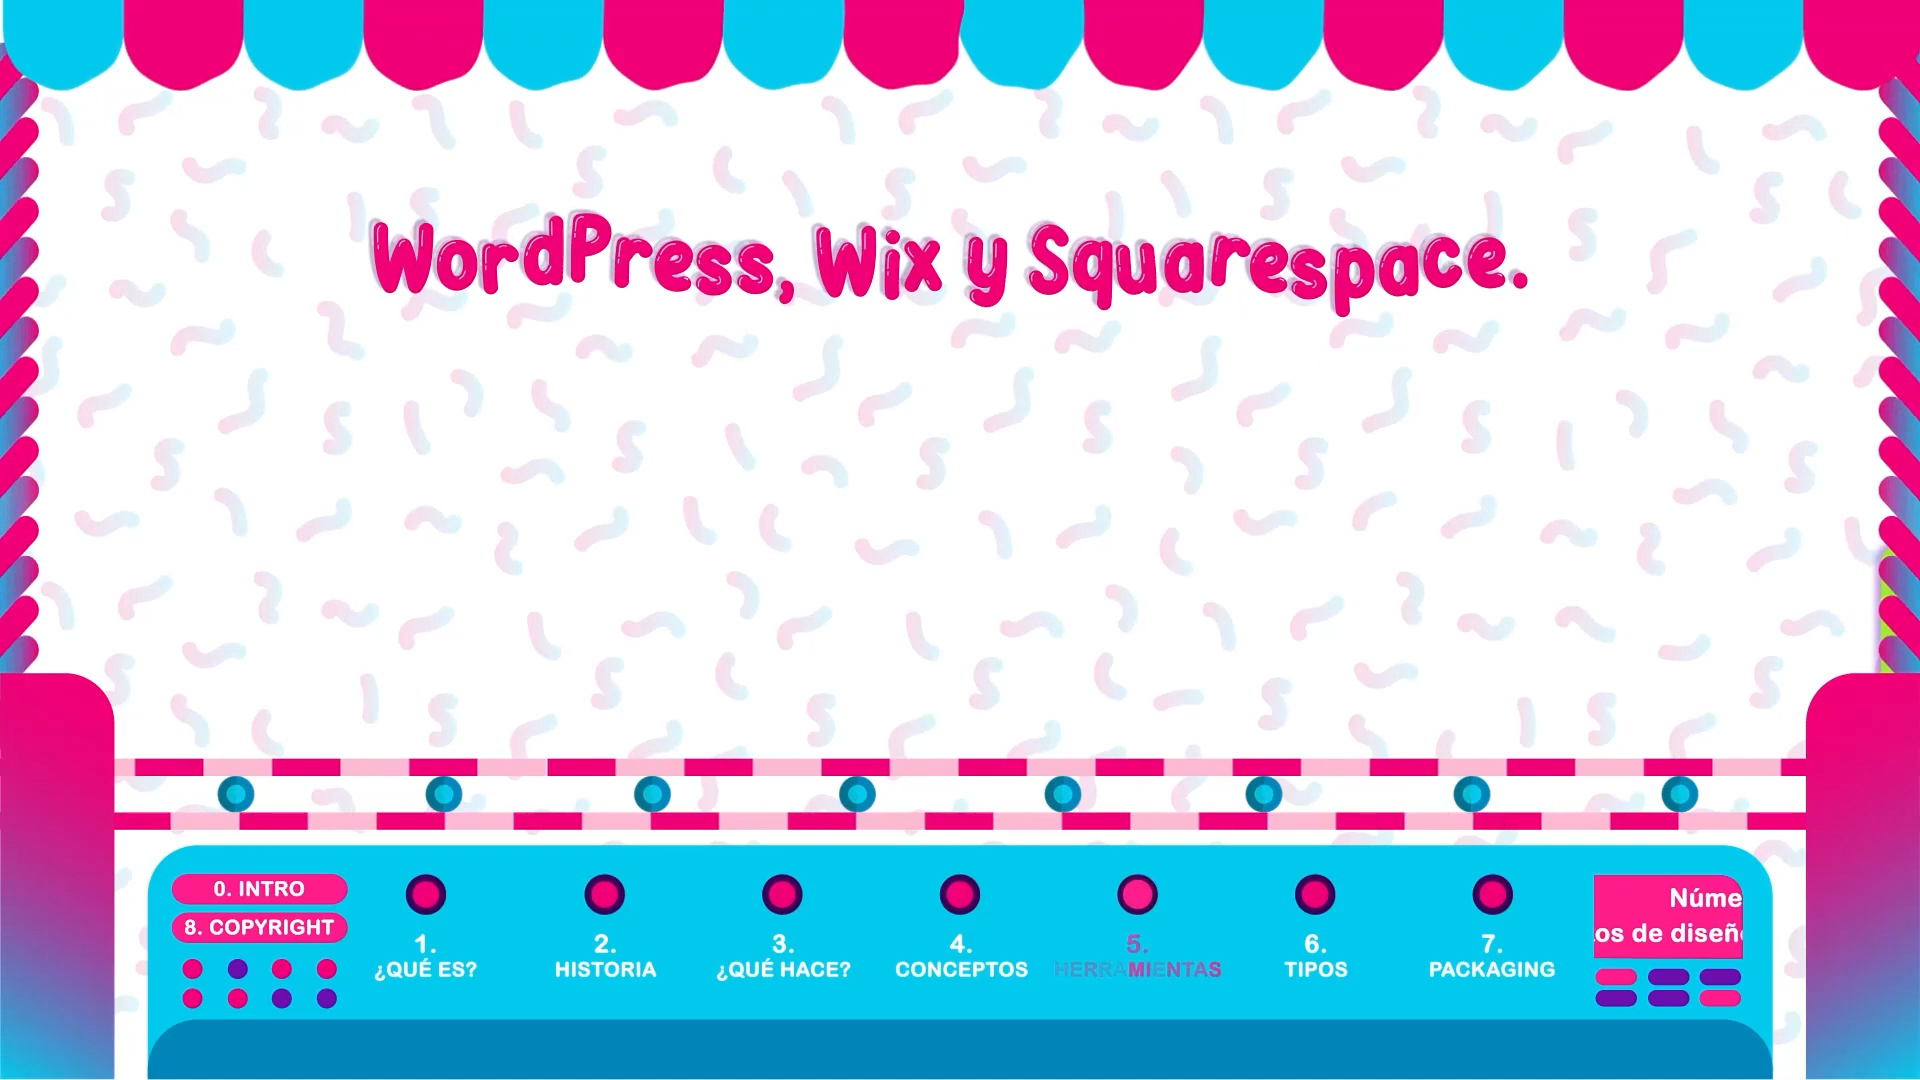 WordPress, Wix y Squarespace.
0. INTRO
8. COPYRIGHT
1.
¿QUÉ ES?
2.
HISTORIA
3.
¿QUÉ HACE?
4.
CONCEPTOS
5.
HERRAMIENTAS
6.
TIPOS
7.
PACKAGING
Núme
os de diseñ